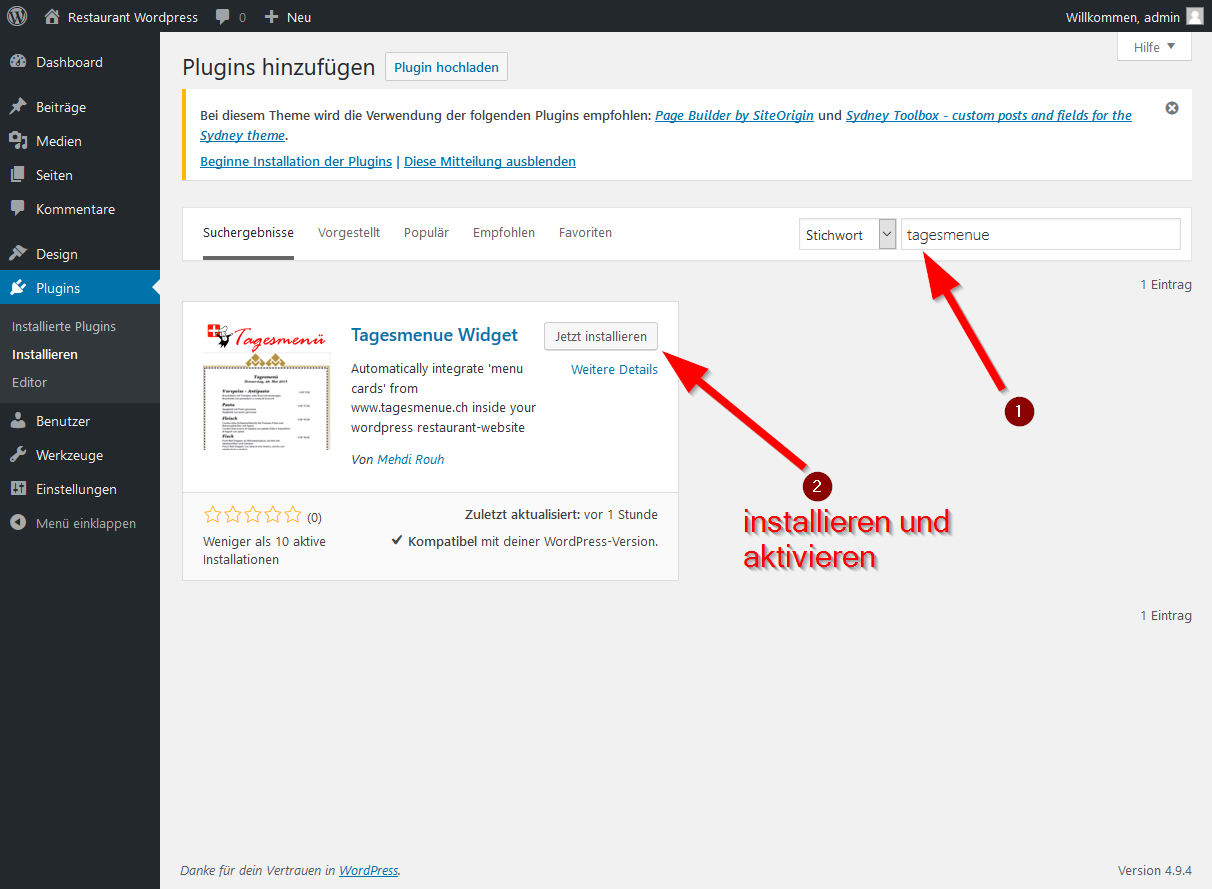 Restaurant Wordpress
0
Neu
Willkommen, admin
Dashboard
Beiträge
Medien
Seiten
Kommentare
Design
Plugins
Installierte Plugins
Installieren
Editor
Benutzer
Werkzeuge
Einstellungen
Menü einklappen
Hilfe
Plugins hinzufügen
Plugin hochladen
Bei diesem Theme wird die Verwendung der folgenden Plugins empfohlen: Page Builder by SiteOrigin und Sydney Toolbox - custom posts and fields for the
Sydney theme.
Beginne Installation der Plugins | Diese Mitteilung ausblenden
Suchergebnisse
Vorgestellt
Populär
Empfohlen
Favoriten
Stichwort
tagesmenue
1 Eintrag
1
Tagesmenü
Tagesmenü
Vorspeise - Antipasto
Pasta
Fleisch
Fisch
Tagesmenue Widget
Jetzt installieren
Weitere Details
Automatically integrate 'menu
cards' from
www.tagesmenue.ch inside your
wordpress restaurant-website
Von Mehdi Rouh
2
installieren und
aktivieren
(0)
Weniger als 10 aktive
Installationen
Zuletzt aktualisiert: vor 1 Stunde
Kompatibel mit deiner WordPress-Version.
1 Eintrag
Danke für dein Vertrauen in WordPress.
Version 4.9.4